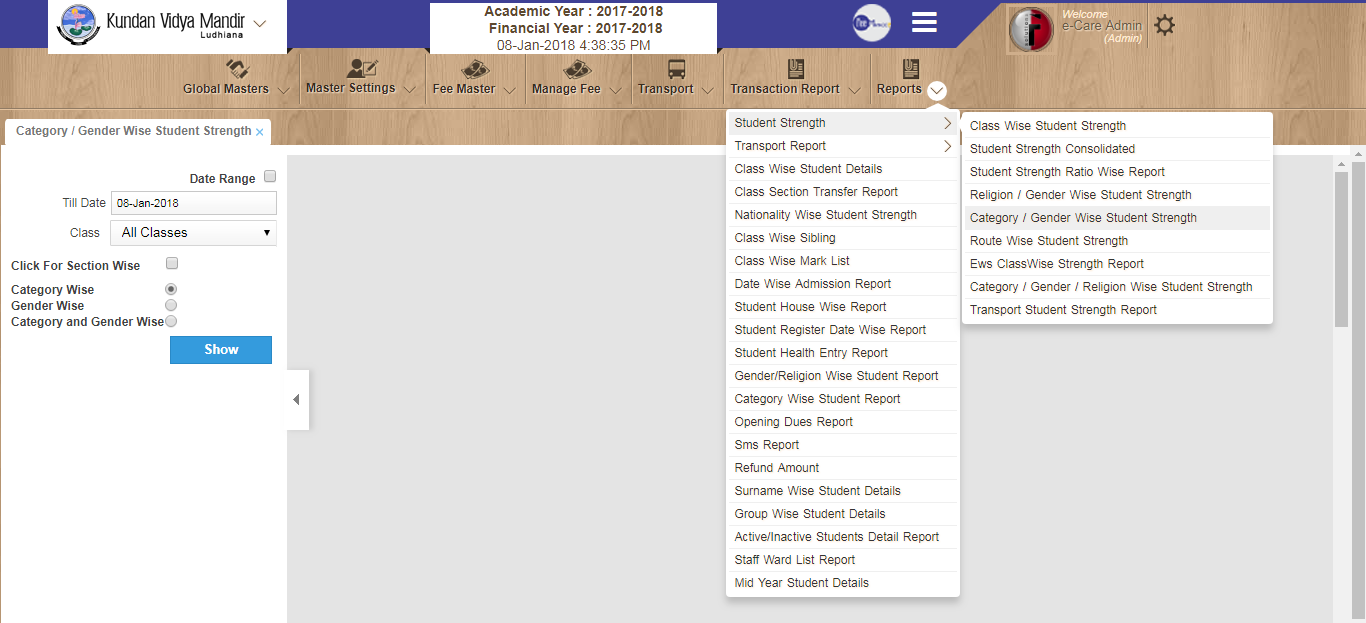 Kundan Vidya Mandir
Ludhiana
Academic Year : 2017-2018
Financial Year : 2017-2018
08-Jan-2018 4:38:35 PM
Welcome
e-Care Admin
(Admin)
Global Masters
Master Settings
Fee Master
Manage Fee
Transport
Transaction Report
Reports
Category / Gender Wise Student Strength ×
Date Range
Till Date 08-Jan-2018
Class All Classes
Click For Section Wise
Category Wise
Gender Wise
Category and Gender Wise
Show
Student Strength
Transport Report
Class Wise Student Details
Class Section Transfer Report
Nationality Wise Student Strength
Class Wise Sibling
Class Wise Mark List
Date Wise Admission Report
Student House Wise Report
Student Register Date Wise Report
Student Health Entry Report
Gender/Religion Wise Student Report
Category Wise Student Report
Opening Dues Report
Sms Report
Refund Amount
Surname Wise Student Details
Group Wise Student Details
Active/Inactive Students Detail Report
Staff Ward List Report
Mid Year Student Details
Class Wise Student Strength
Student Strength Consolidated
Student Strength Ratio Wise Report
Religion / Gender Wise Student Strength
Category / Gender Wise Student Strength
Route Wise Student Strength
Ews ClassWise Strength Report
Category / Gender / Religion Wise Student Strength
Transport Student Strength Report